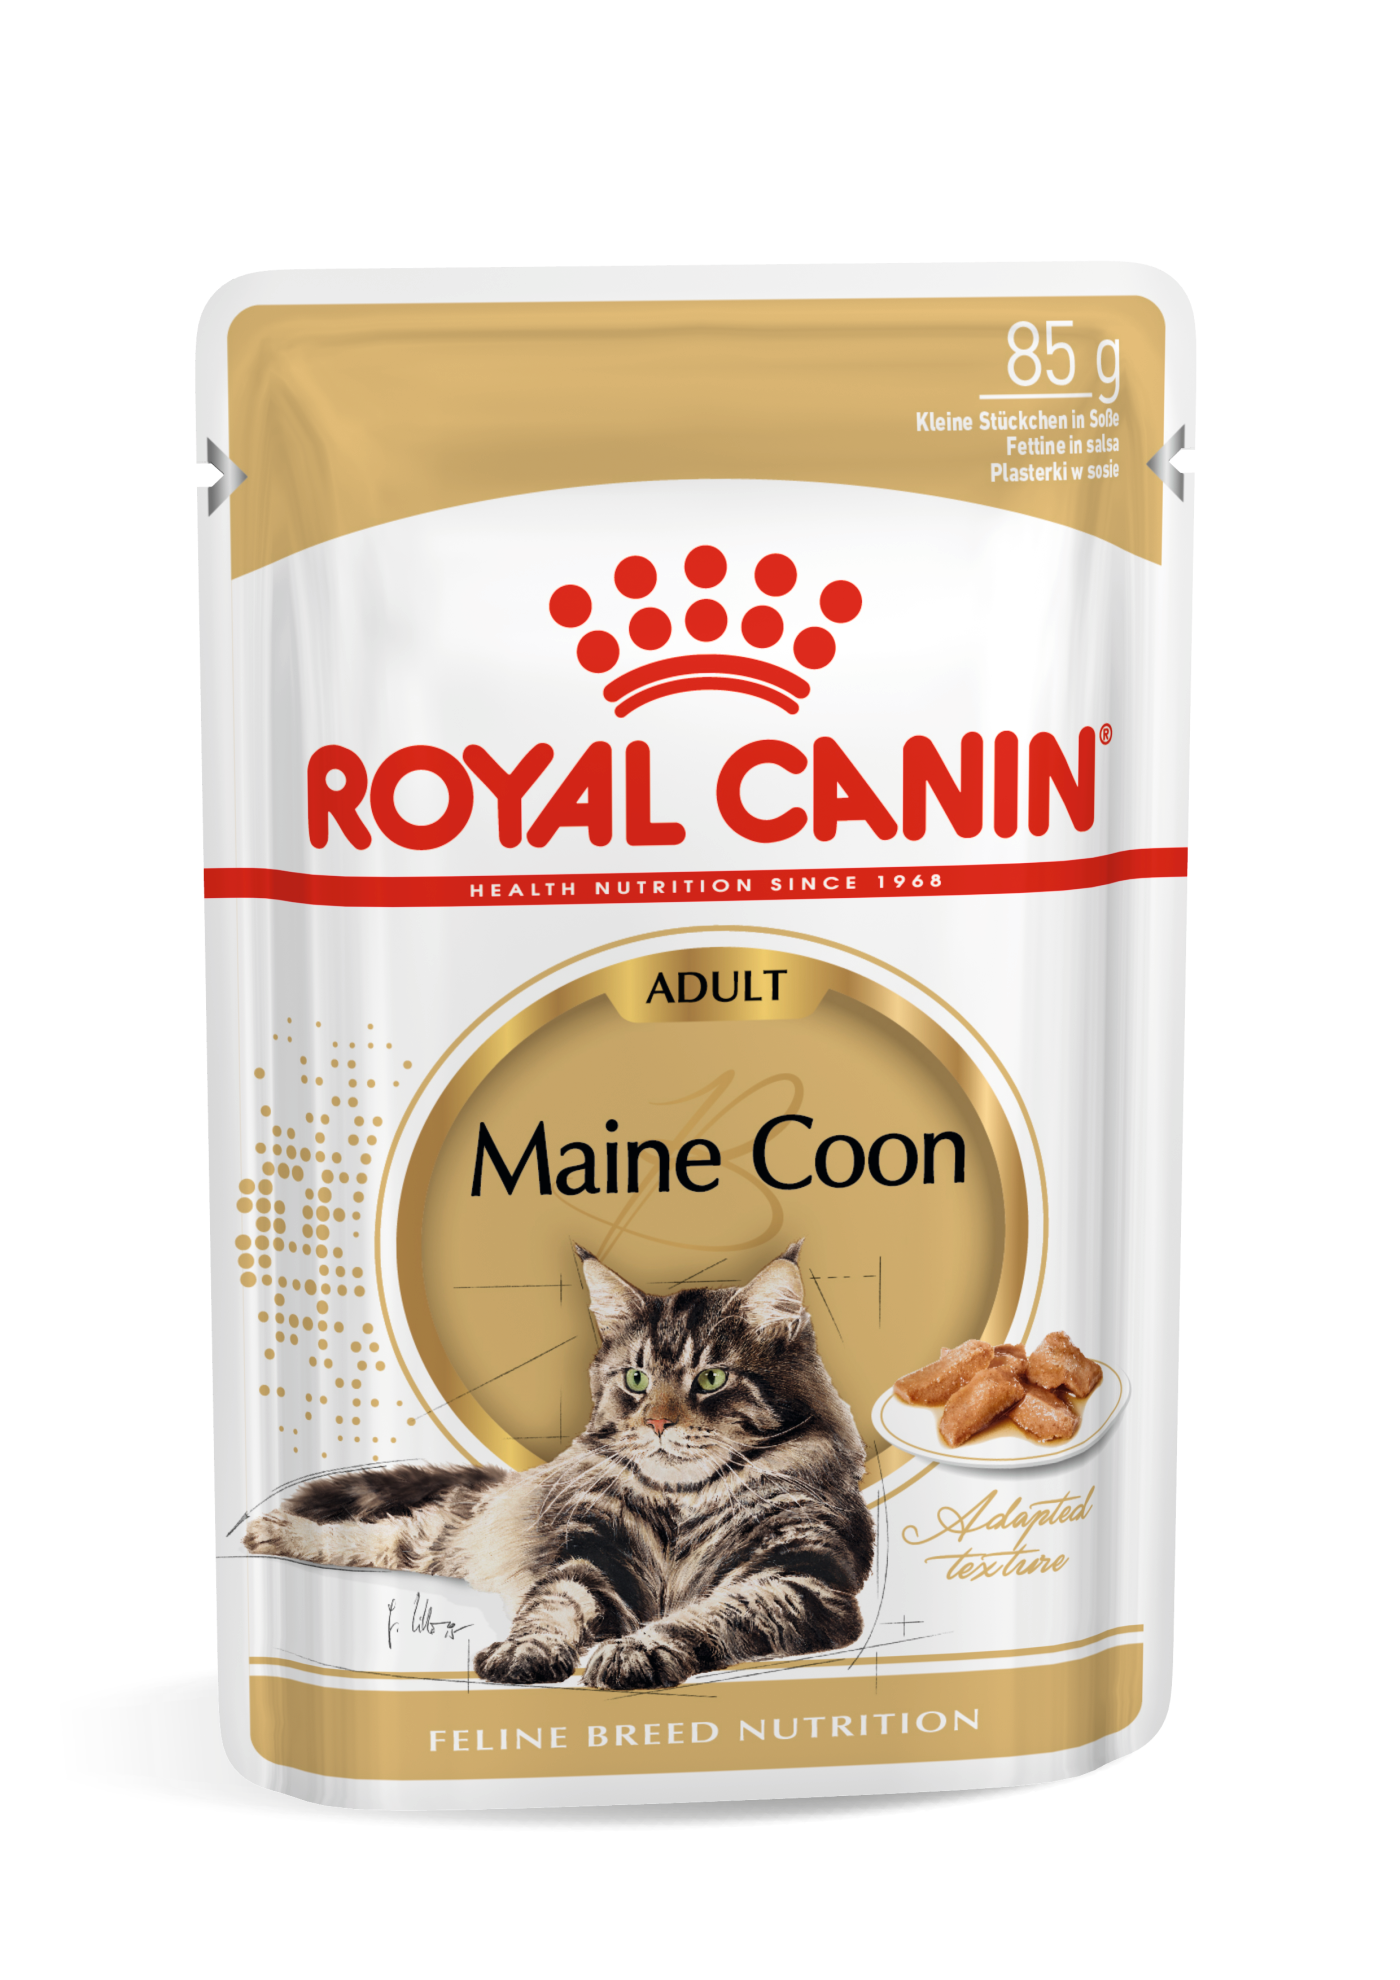 85 g
Kleine Stückchen in Soße
Fettine in salsa
Plasterki w sosie
ROYAL CANIN®
HEALTH NUTRITION SINCE 1968
ADULT
B
Maine Coon
Adapted
texture
FELINE BREED NUTRITION